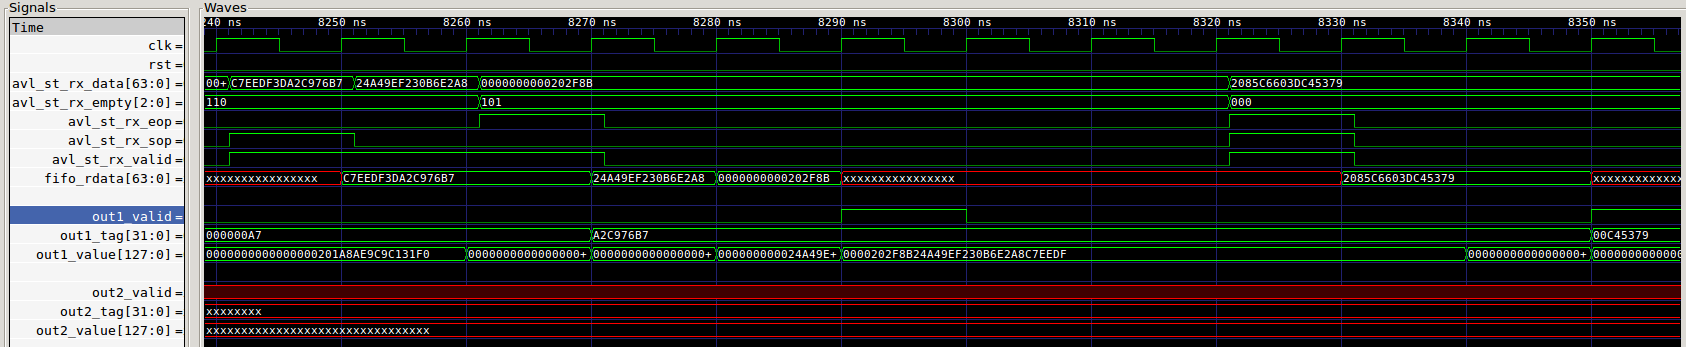 Signals Waves
Time 240 ns 8250 ns 8260 ns 8270 ns 8280 ns 8290 ns 8300 ns 8310 ns 8320 ns 8330 ns 8340 ns 8350 ns
clk =
rst =
avl_st_rx_data[63:0] = 00+ C7EEDF3DA2C976B7 24A49EF230B6E2A8 0000000000202F8B 2085C6603DC45379
avl_st_rx_empty[2:0] = 110 101 000
avl_st_rx_eop =
avl_st_rx_sop =
avl_st_rx_valid =
fifo_rdata[63:0] = xxxxxxxxxxxxxxxx C7EEDF3DA2C976B7 24A49EF230B6E2A8 0000000000202F8B xxxxxxxxxxxxxxxx 2085C6603DC45379 xxxxxxxxxxxx
out1_valid =
out1_tag[31:0] = 000000A7 A2C976B7 00C45379
out1_value[127:0] = 0000000000000000201A8AE9C9C131F0 000000000000000+ 000000000000000+ 000000000024A49E+ 0000202F8B24A49EF230B6E2A8C7EEDF 000000000000000+ 000000000000
out2_valid =
out2_tag[31:0] = xxxxxxxx
out2_value[127:0] = xxxxxxxxxxxxxxxxxxxxxxxxxxxxxxxx